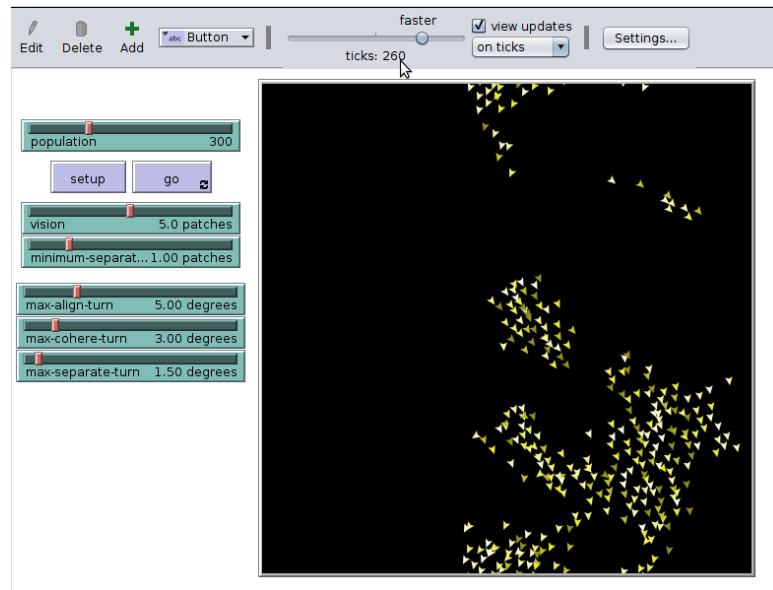 faster
view updates
Edit Delete Add
abc Button
on ticks
Settings...
ticks: 260
population 300
setup go
vision 5.0 patches
minimum-separat... 1.00 patches
max-align-turn 5.00 degrees
max-cohere-turn 3.00 degrees
max-separate-turn 1.50 degrees